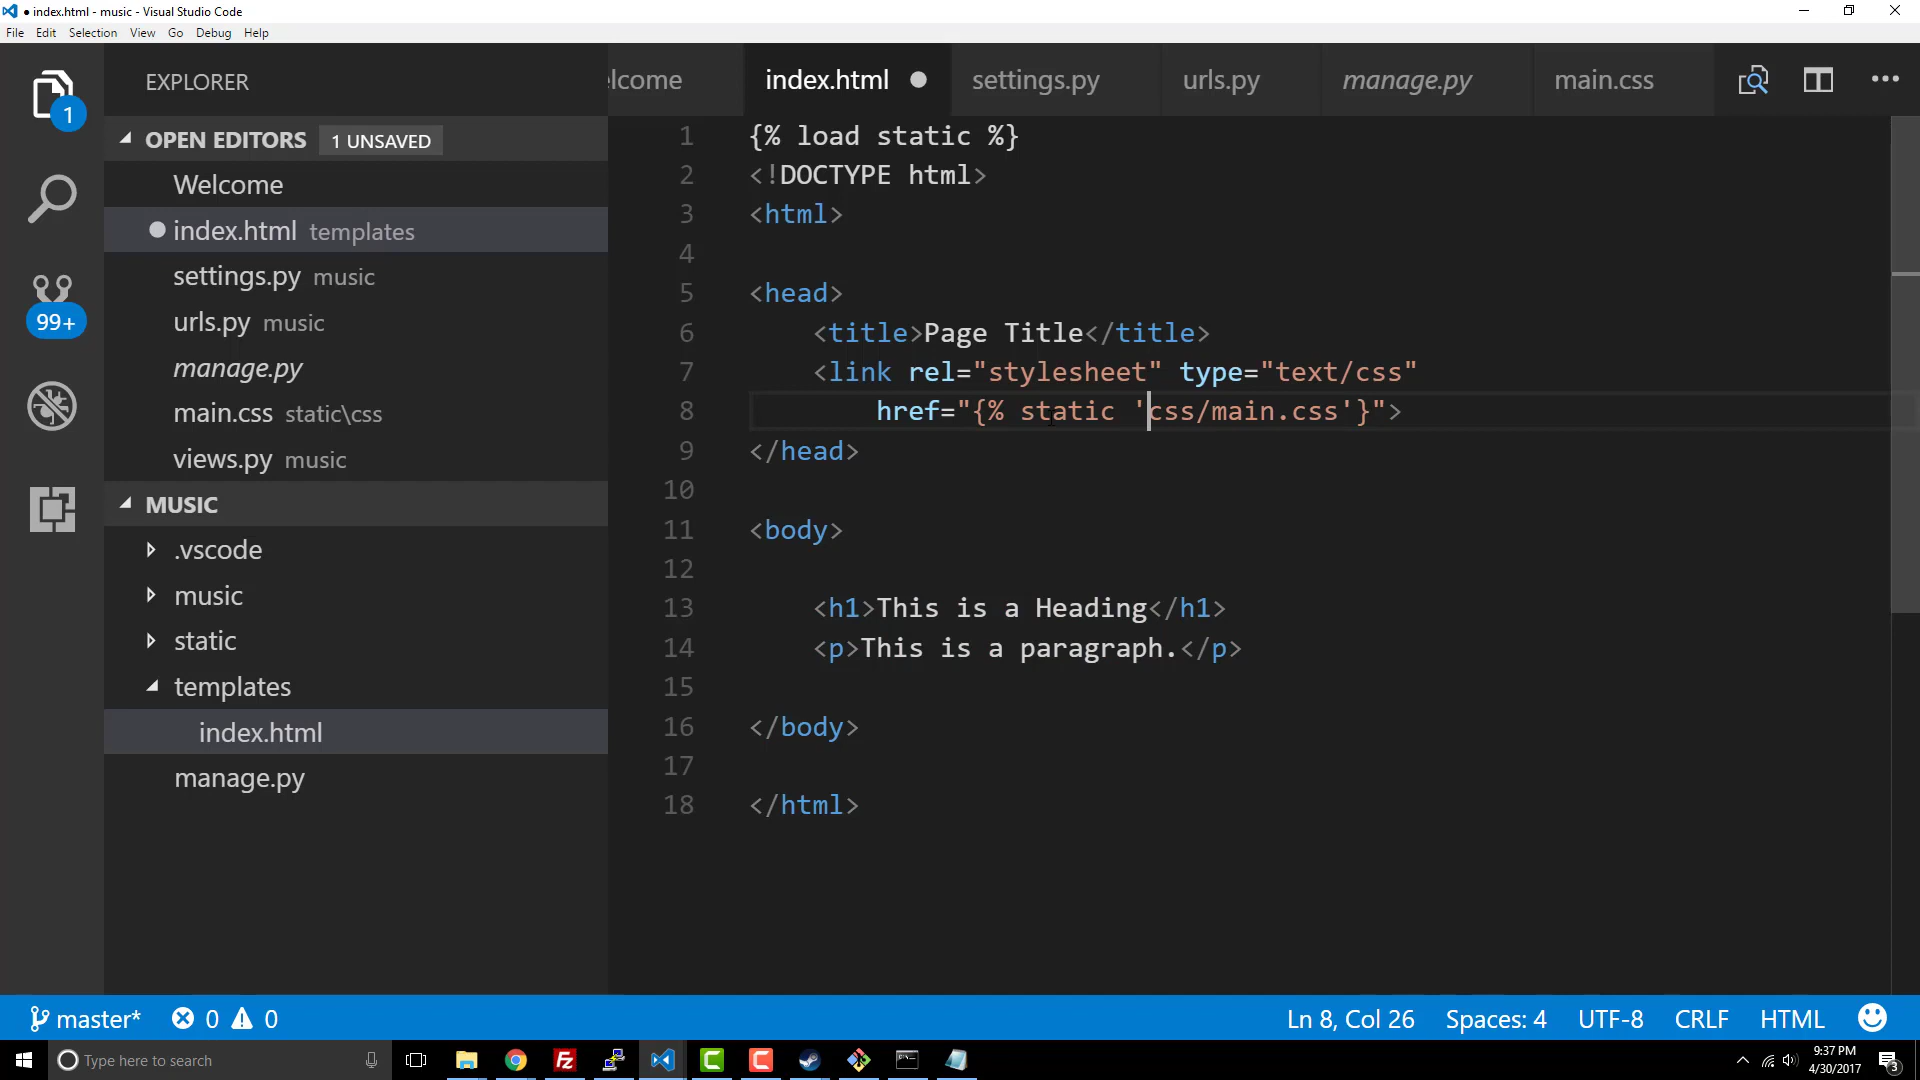 ● index.html - music - Visual Studio Code
File Edit Selection View Go Debug Help
EXPLORER
OPEN EDITORS 1 UNSAVED
Welcome
index.html templates
settings.py music
urls.py music
manage.py
main.css static\css
views.py music
MUSIC
.vscode
music
static
templates
index.html
manage.py
1
99+
elcome index.html settings.py urls.py manage.py main.css
1 {% load static %}
2 <!DOCTYPE html>
3 <html>
4
5 <head>
6 <title>Page Title</title>
7 <link rel="stylesheet" type="text/css"
8 href="{% static 'css/main.css'}">
9 </head>
10
11 <body>
12
13 <h1>This is a Heading</h1>
14 <p>This is a paragraph.</p>
15
16 </body>
17
18 </html>
master* 0 0 Ln 8, Col 26 Spaces: 4 UTF-8 CRLF HTML
Type here to search
Fz
9:37 PM
4/30/2017
3